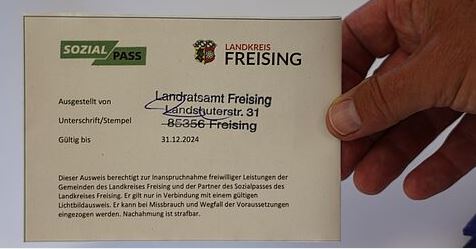 SOZIAL PASS
LANDKREIS
FREISING
Ausgestellt von Landratsamt Freising
Landshuterstr. 31
Unterschrift/Stempel 85356 Freising
Gültig bis 31.12.2024
Dieser Ausweis berechtigt zur Inanspruchnahme freiwilliger Leistungen der
Gemeinden des Landkreises Freising und der Partner des Sozialpasses des
Landkreises Freising. Er gilt nur in Verbindung mit einem gültigen
Lichtbildausweis. Er kann bei Missbrauch und Wegfall der Voraussetzungen
eingezogen werden. Nachahmung ist strafbar.